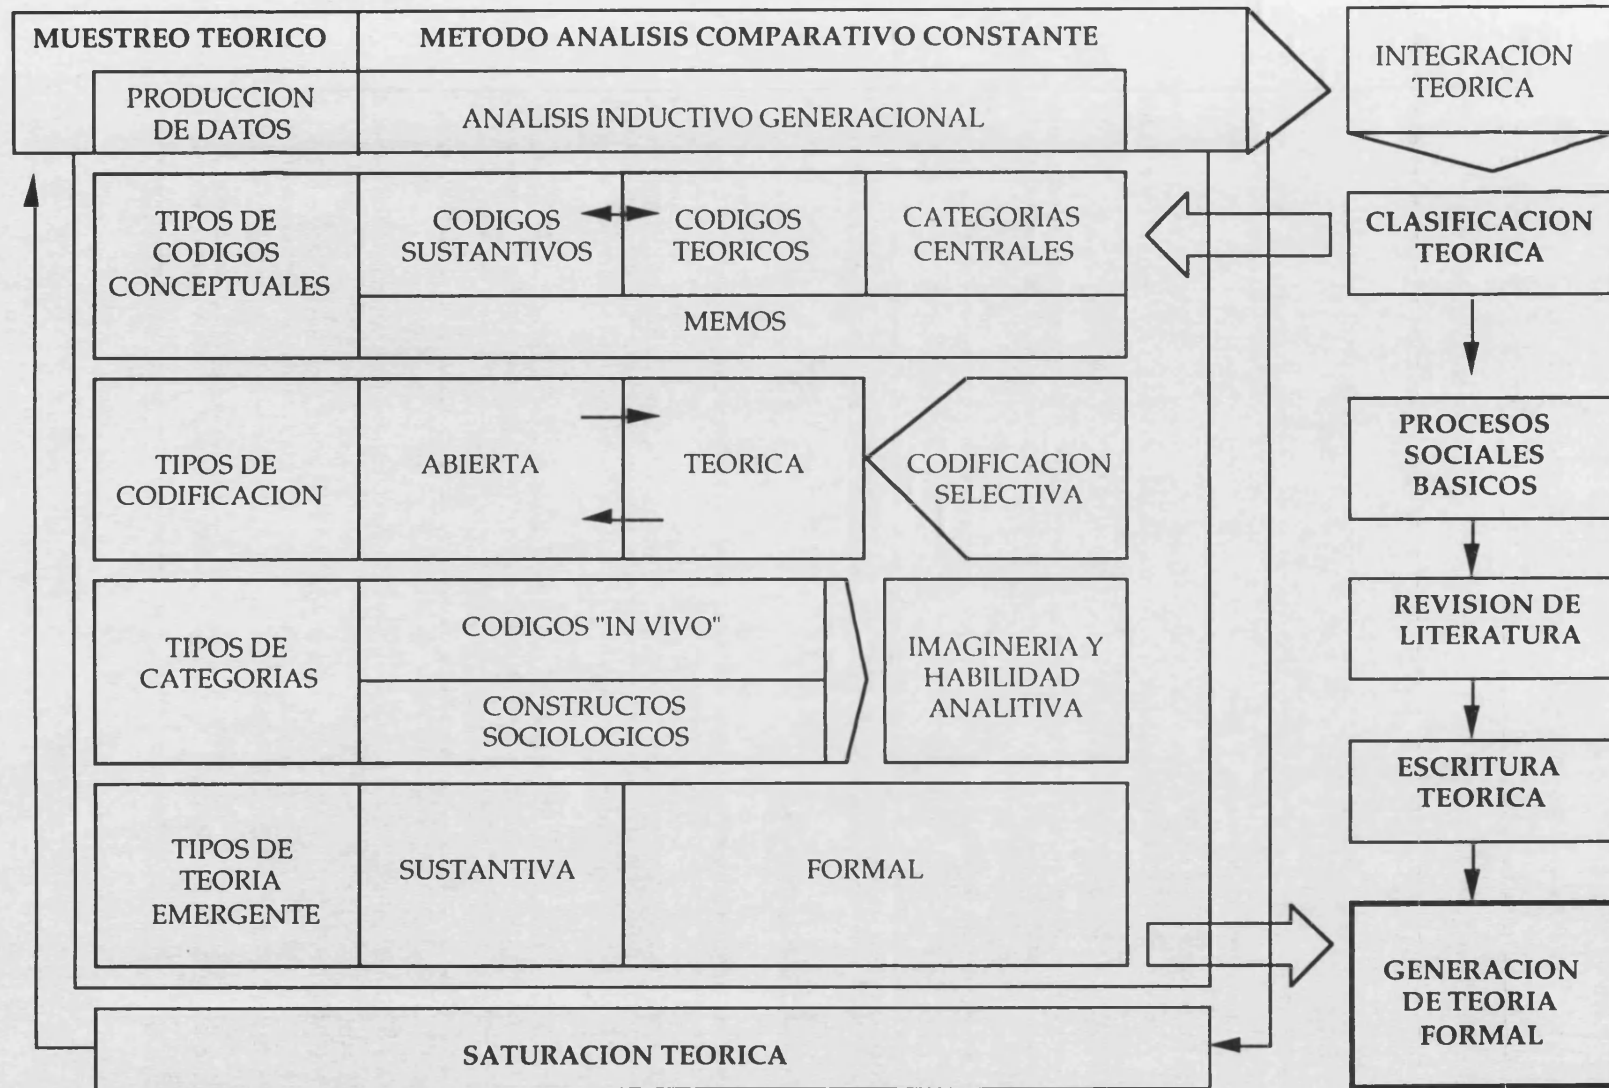 MUESTREO TEORICO
METODO ANALISIS COMPARATIVO CONSTANTE
PRODUCCION
DE DATOS
ANALISIS INDUCTIVO GENERACIONAL
TIPOS DE
CODIGOS
CONCEPTUALES
CODIGOS
SUSTANTIVOS
CODIGOS
TEORICOS
CATEGORIAS
CENTRALES
MEMOS
TIPOS DE
CODIFICACION
ABIERTA
TEORICA
CODIFICACION
SELECTIVA
TIPOS DE
CATEGORIAS
CODIGOS "IN VIVO"
CONSTRUCTOS
SOCIOLOGICOS
IMAGINERIA Y
HABILIDAD
ANALITIVA
TIPOS DE
TEORIA
EMERGENTE
SUSTANTIVA
FORMAL
SATURACION TEORICA
INTEGRACION
TEORICA
CLASIFICACION
TEORICA
PROCESOS
SOCIALES
BASICOS
REVISION DE
LITERATURA
ESCRITURA
TEORICA
GENERACION
DE TEORIA
FORMAL